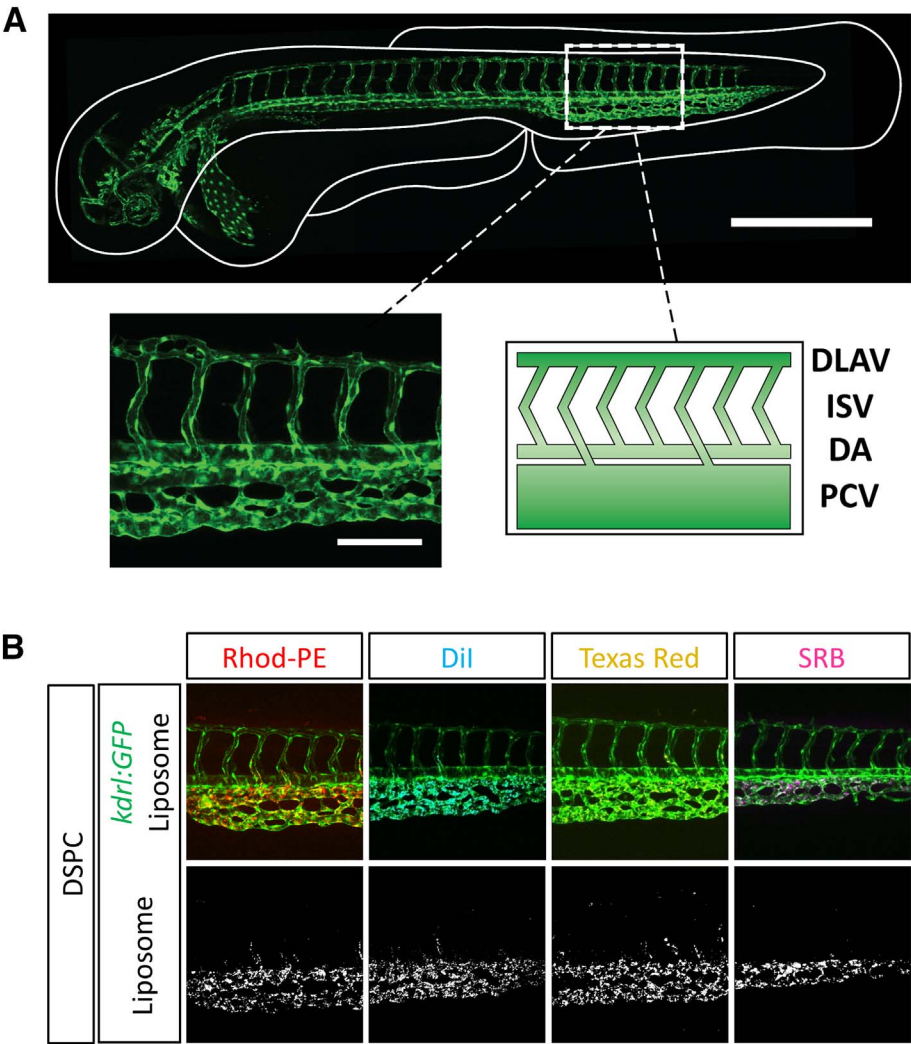 A
DLAV
ISV
DA
PCV
B
Rhod-PE
DiI
Texas Red
SRB
DSPC
kdrl:GFP
Liposome
Liposome